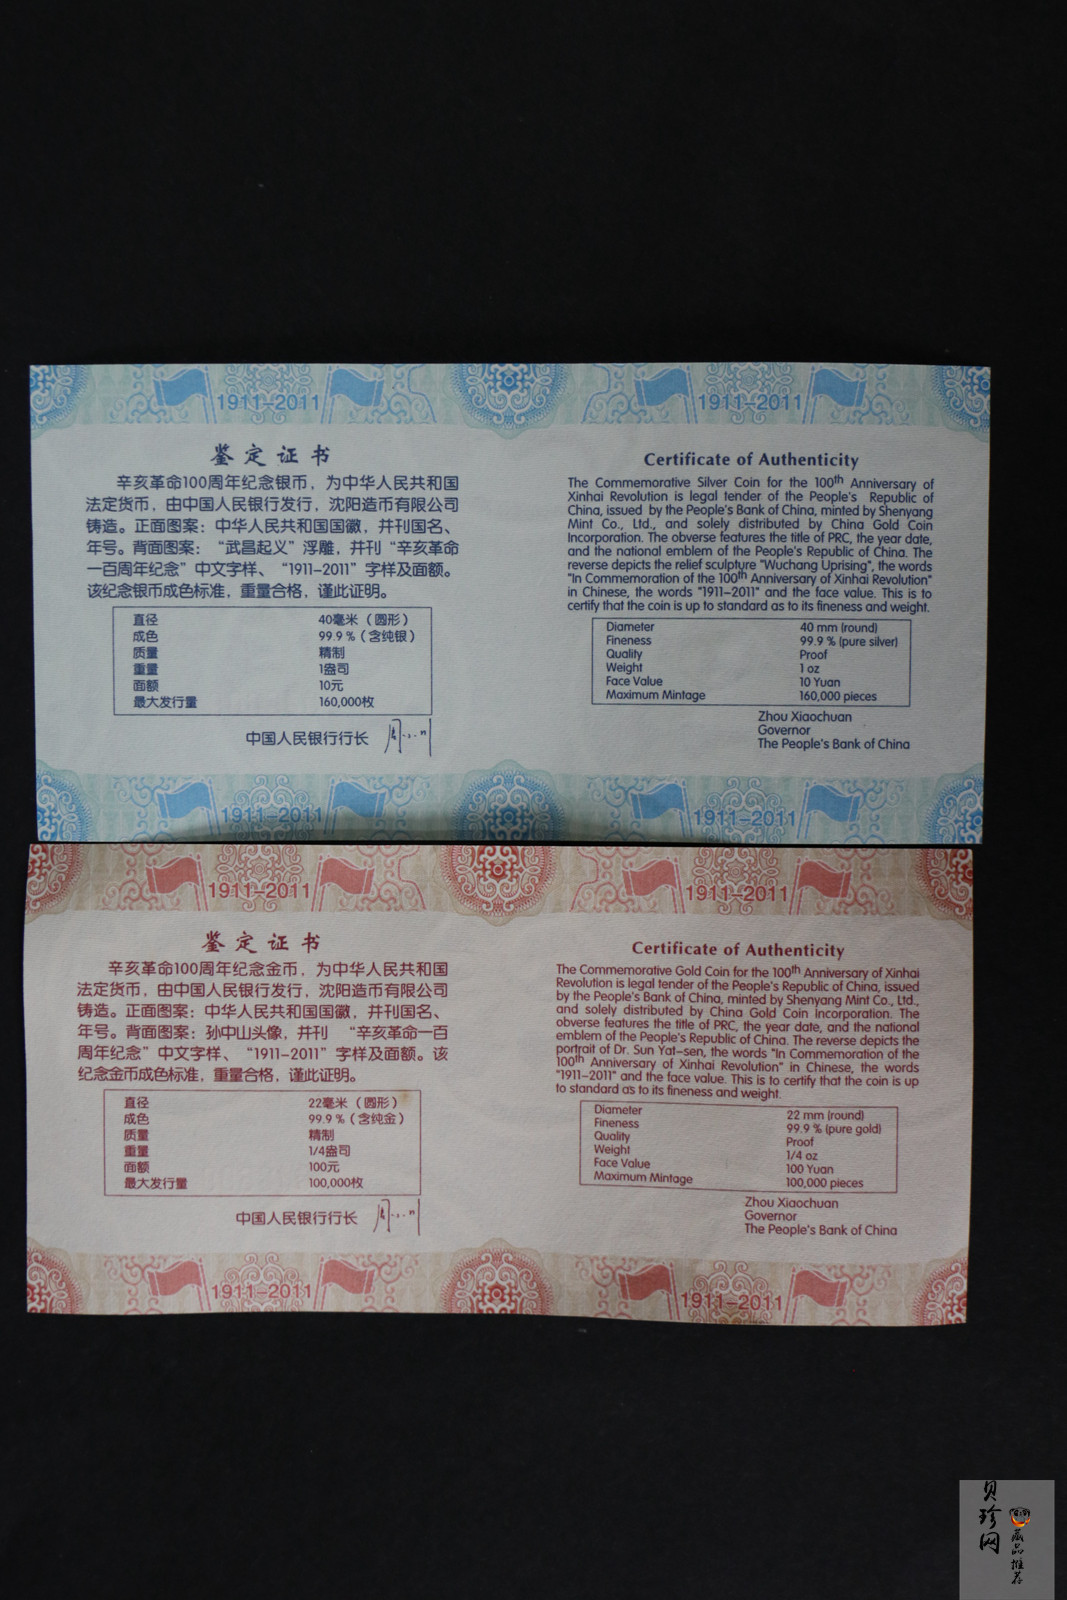 1911-2011
1911-2011
鉴定证书
辛亥革命100周年纪念银币，为中华人民共和国
法定货币，由中国人民银行发行，沈阳造币有限公司
铸造。正面图案：中华人民共和国国徽，并刊国名、
年号。背面图案：“武昌起义”浮雕，并刊“辛亥革命
一百周年纪念”中文字样、“1911-2011”字样及面额。
该纪念银币成色标准，重量合格，谨此证明。
直径 40毫米（圆形）
成色 99.9％（含纯银）
质量 精制
重量 1盎司
面额 10元
最大发行量 160,000枚
中国人民银行行长
Certificate of Authenticity
The Commemorative Silver Coin for the 100th Anniversary of
Xinhai Revolution is legal tender of the People's Republic of
China, issued by the People's Bank of China, minted by Shenyang
Mint Co., Ltd., and solely distributed by China Gold Coin
Incorporation. The obverse features the title of PRC, the year date,
and the national emblem of the People's Republic of China. The
reverse depicts the relief sculpture "Wuchang Uprising", the words
"In Commemoration of the 100th Anniversary of Xinhai Revolution"
in Chinese, the words "1911-2011" and the face value. This is to
certify that the coin is up to standard as to its fineness and weight.
Diameter 40 mm (round)
Fineness 99.9 % (pure silver)
Quality Proof
Weight 1 oz
Face Value 10 Yuan
Maximum Mintage 160,000 pieces
Zhou Xiaochuan
Governor
The People's Bank of China
1911-2011
1911-2011
1911-2011
1911-2011
鉴定证书
辛亥革命100周年纪念金币，为中华人民共和国
法定货币，由中国人民银行发行，沈阳造币有限公司
铸造。正面图案：中华人民共和国国徽，并刊国名、
年号。背面图案：孙中山头像，并刊 “辛亥革命一百
周年纪念”中文字样、“1911-2011”字样及面额。该
纪念金币成色标准，重量合格，谨此证明。
直径 22毫米（圆形）
成色 99.9％（含纯金）
质量 精制
重量 1/4盎司
面额 100元
最大发行量 100,000枚
中国人民银行行长
Certificate of Authenticity
The Commemorative Gold Coin for the 100th Anniversary of Xinhai
Revolution is legal tender of the People's Republic of China, issued
by the People's Bank of China, minted by Shenyang Mint Co., Ltd.,
and solely distributed by China Gold Coin Incorporation. The
obverse features the title of PRC, the year date, and the national
emblem of the People's Republic of China. The reverse depicts the
portrait of Dr. Sun Yat-sen, the words "In Commemoration of the
100th Anniversary of Xinhai Revolution" in Chinese, the words
"1911-2011" and the face value. This is to certify that the coin is up
to standard as to its fineness and weight.
Diameter 22 mm (round)
Fineness 99.9 % (pure gold)
Quality Proof
Weight 1/4 oz
Face Value 100 Yuan
Maximum Mintage 100,000 pieces
Zhou Xiaochuan
Governor
The People's Bank of China
1911-2011
1911-2011
贝珍网
藏品推荐